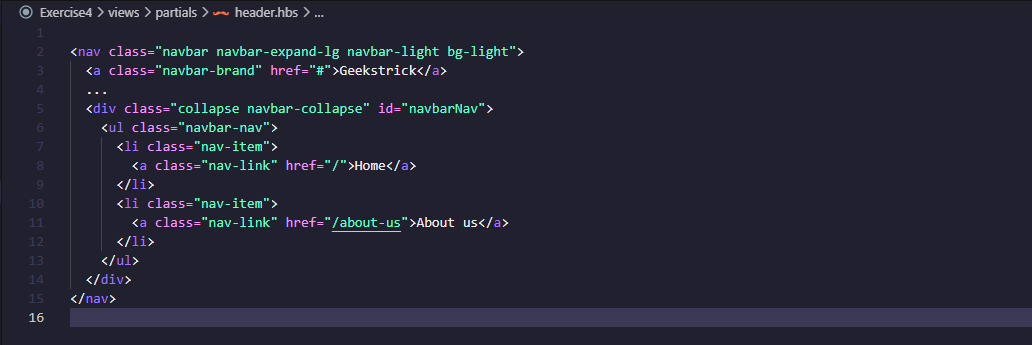 Exercise4 > views > partials > header.hbs > ...
1
2 <nav class="navbar navbar-expand-lg navbar-light bg-light">
3   <a class="navbar-brand" href="#">Geekstrick</a>
4   ...
5   <div class="collapse navbar-collapse" id="navbarNav">
6     <ul class="navbar-nav">
7       <li class="nav-item">
8         <a class="nav-link" href="/">Home</a>
9       </li>
10       <li class="nav-item">
11         <a class="nav-link" href="/about-us">About us</a>
12       </li>
13     </ul>
14   </div>
15 </nav>
16